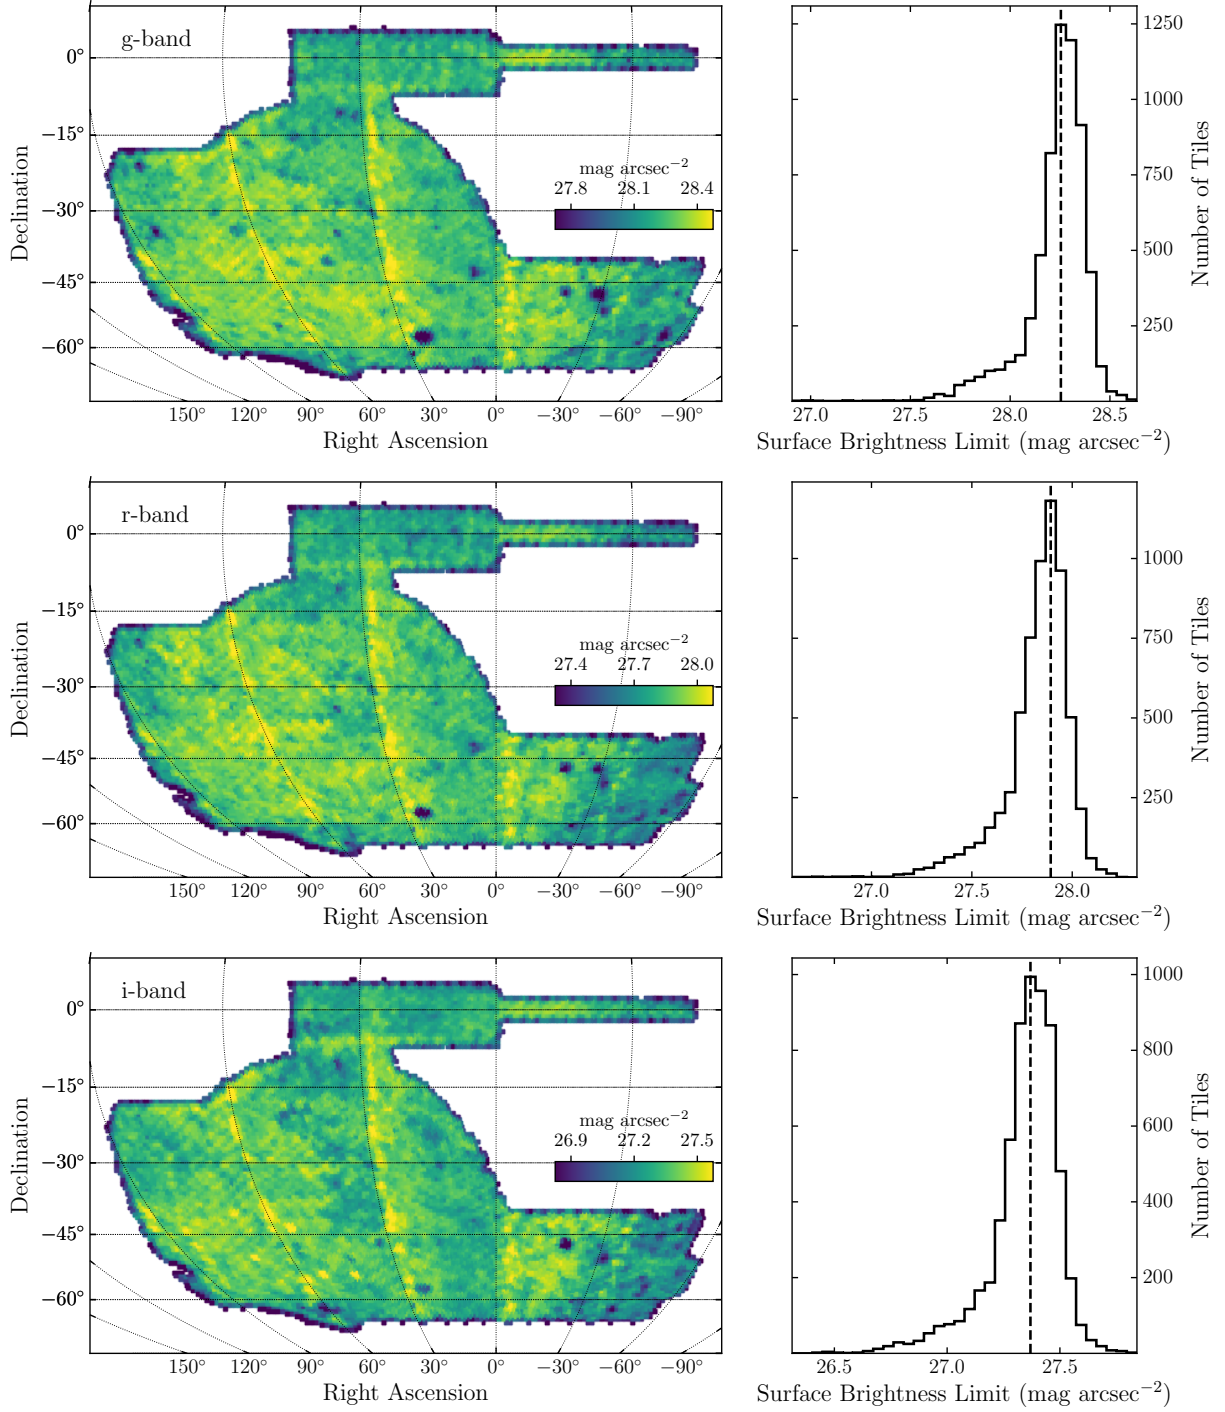 g-band
0°
−15°
−30°
−45°
−60°
Declination
mag arcsec⁻²
27.8 28.1 28.4
150° 120° 90° 60° 30° 0° −30° −60° −90°
Right Ascension
1250
1000
750
500
250
Number of Tiles
27.0 27.5 28.0 28.5
Surface Brightness Limit (mag arcsec⁻²)
r-band
0°
−15°
−30°
−45°
−60°
Declination
mag arcsec⁻²
27.4 27.7 28.0
150° 120° 90° 60° 30° 0° −30° −60° −90°
Right Ascension
1000
750
500
250
Number of Tiles
27.0 27.5 28.0
Surface Brightness Limit (mag arcsec⁻²)
i-band
0°
−15°
−30°
−45°
−60°
Declination
mag arcsec⁻²
26.9 27.2 27.5
150° 120° 90° 60° 30° 0° −30° −60° −90°
Right Ascension
1000
800
600
400
200
Number of Tiles
26.5 27.0 27.5
Surface Brightness Limit (mag arcsec⁻²)